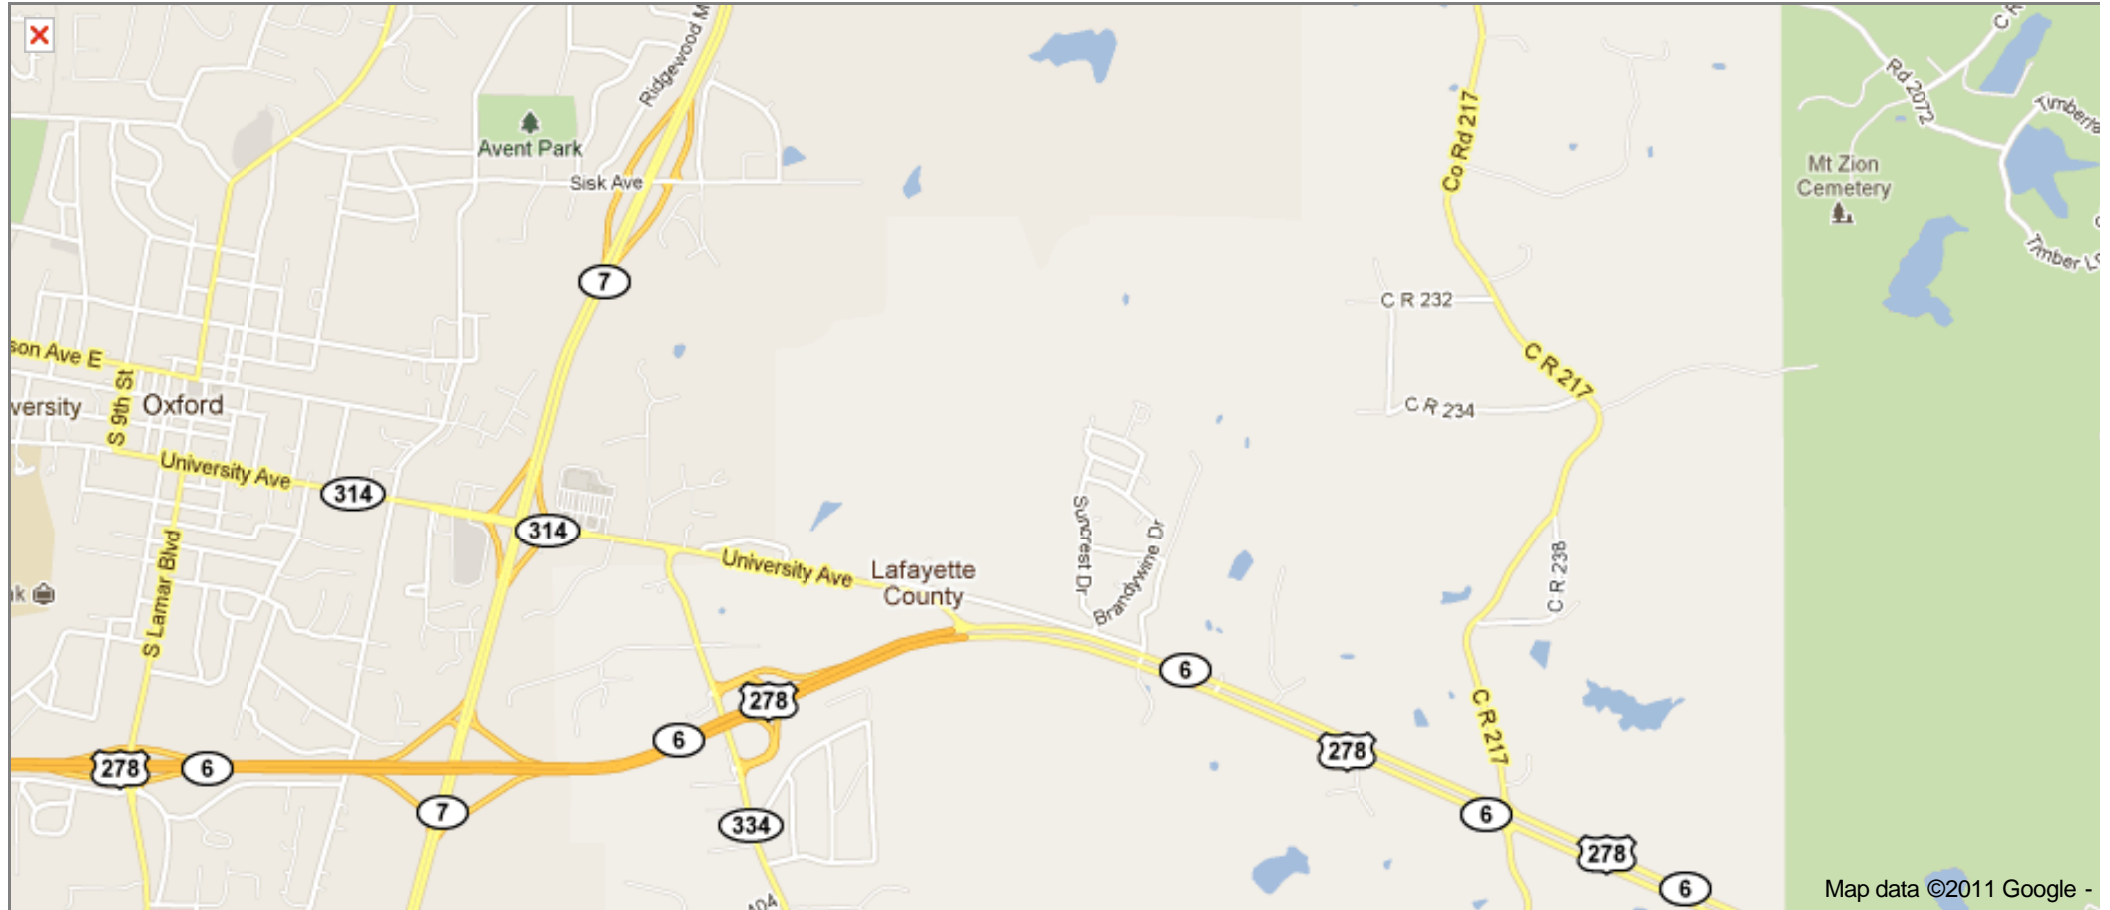 Ridgewood M
C R
Rd 2072
Timberla
Avent Park
Co Rd 217
Mt Zion
Cemetery
Sisk Ave
Timber L
7
C R 232
son Ave E
S 9th St
C R 217
versity
Oxford
C R 234
University Ave
314
314
Suncrest Dr
Brandywine Dr
University Ave
Lafayette
County
C R 238
S Lamar Blvd
6
278
6
C R 217
278
278
6
7
334
6
278
404
6
Map data ©2011 Google -